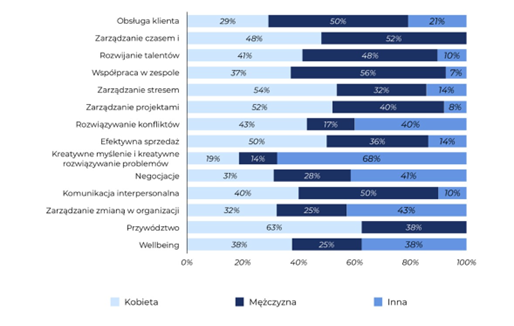 Obsługa klienta 29% 50% 21%
Zarządzanie czasem i 48% 52%
Rozwijanie talentów 41% 48% 10%
Współpraca w zespole 37% 56% 7%
Zarządzanie stresem 54% 32% 14%
Zarządzanie projektami 52% 40% 8%
Rozwiązywanie konfliktów 43% 17% 40%
Efektywna sprzedaż 50% 36% 14%
Kreatywne myślenie i kreatywne
rozwiązywanie problemów 19% 14% 68%
Negocjacje 31% 28% 41%
Komunikacja interpersonalna 40% 50% 10%
Zarządzanie zmianą w organizacji 32% 25% 43%
Przywództwo 63% 38%
Wellbeing 38% 25% 38%
0% 20% 40% 60% 80% 100%
Kobieta Mężczyzna Inna